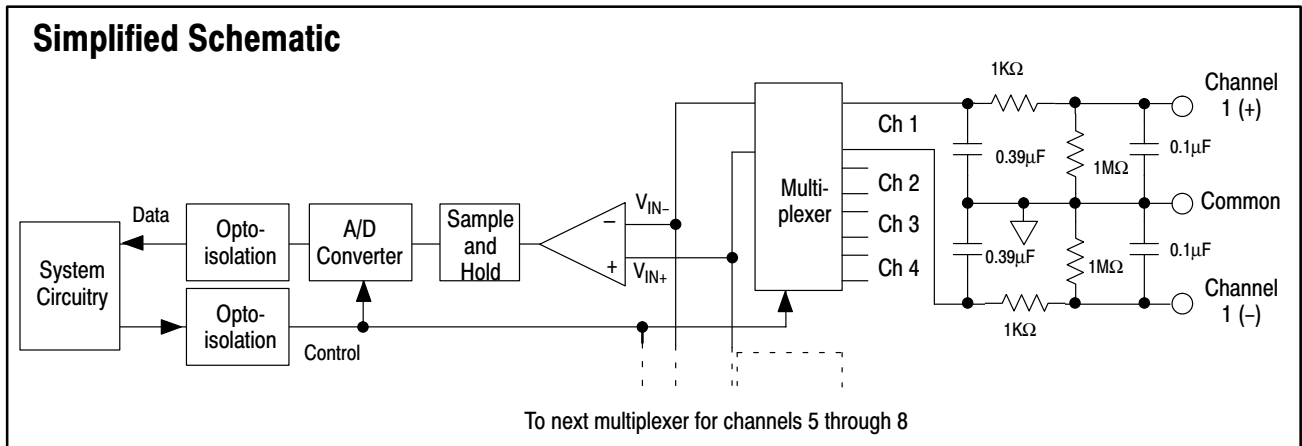 Simplified Schematic
1KΩ
Channel
1 (+)
Ch 1
0.39µF
1MΩ
0.1µF
Multi-
plexer
Ch 2
Ch 3
Ch 4
Common
0.39µF
1MΩ
0.1µF
Channel
1 (–)
1KΩ
VIN–
VIN+
Data
System
Circuitry
Opto-
isolation
A/D
Converter
Sample
and
Hold
–
+
Opto-
isolation
Control
To next multiplexer for channels 5 through 8